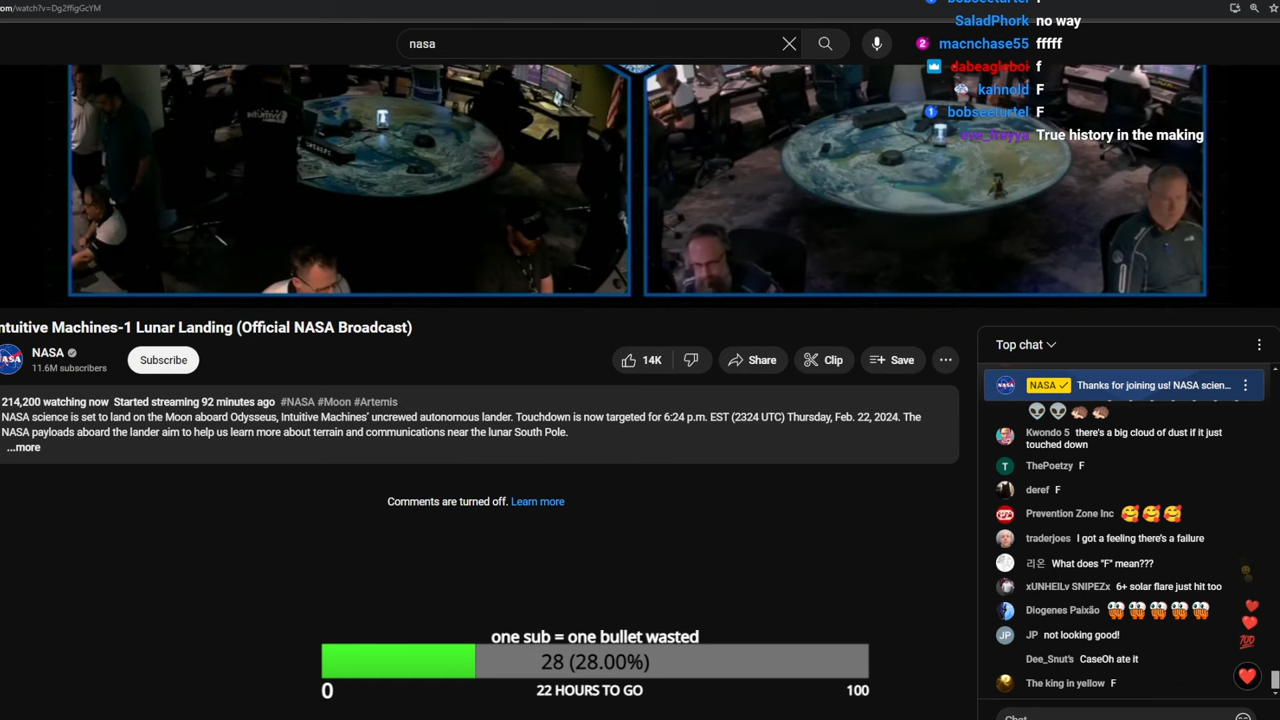 om/watch?v=Dg2ffigGcYM
bobseeturtel F
SaladPhork no way
nasa
2 macnchase55 fffff
dabeagleboi f
kahnold F
1 bobseeturtel F
eve_freyya True history in the making
Intuitive Machines-1 Lunar Landing (Official NASA Broadcast)
NASA
11.6M subscribers
Subscribe
14K
Share
Clip
Save
214,200 watching now Started streaming 92 minutes ago #NASA #Moon #Artemis
NASA science is set to land on the Moon aboard Odysseus, Intuitive Machines' uncrewed autonomous lander. Touchdown is now targeted for 6:24 p.m. EST (2324 UTC) Thursday, Feb. 22, 2024. The
NASA payloads aboard the lander aim to help us learn more about terrain and communications near the lunar South Pole.
...more
Comments are turned off. Learn more
Top chat
NASA Thanks for joining us! NASA scien...
👽 👽 🦔 🦔
Kwondo 5 there's a big cloud of dust if it just
touched down
ThePoetzy F
deref F
Prevention Zone Inc 🥰 🥰 🥰
traderjoes I got a feeling there's a failure
리온 What does "F" mean???
xUNHEILv SNIPEZx 6+ solar flare just hit too
Diogenes Paixão
JP not looking good!
Dee_Snut's CaseOh ate it
The king in yellow F
Chat
one sub = one bullet wasted
28 (28.00%)
0 22 HOURS TO GO 100